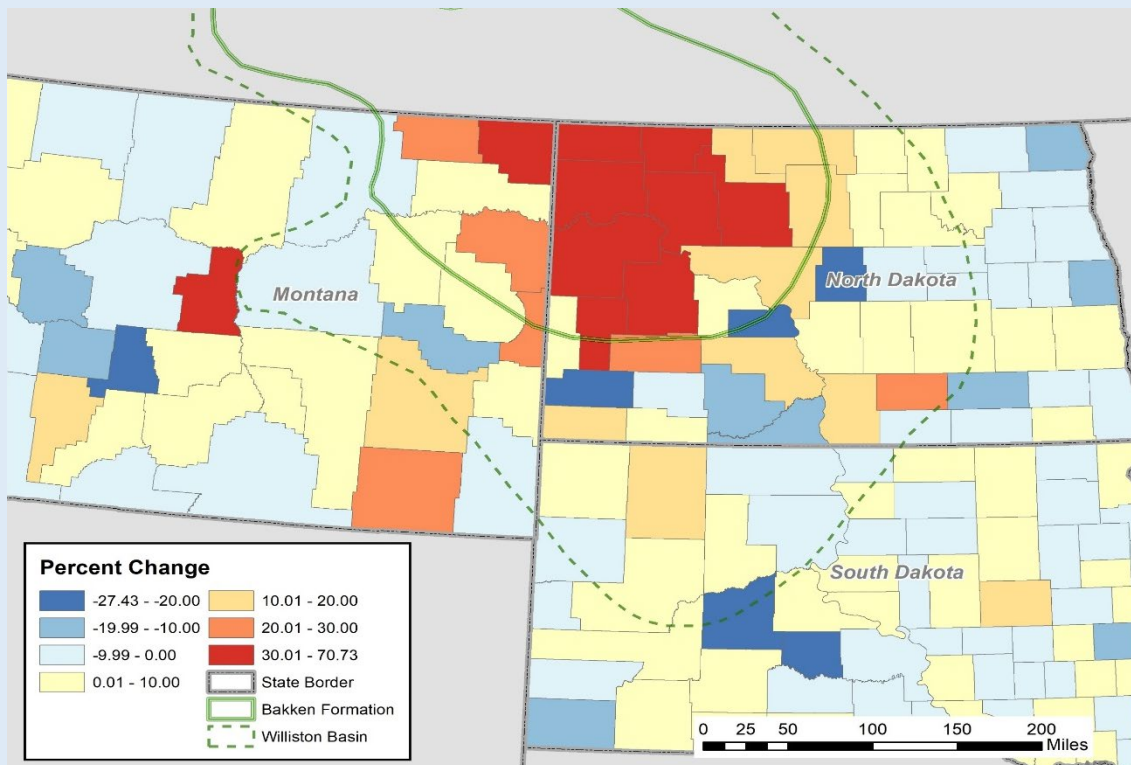 Montana
North Dakota
South Dakota
Percent Change
-27.43 - -20.00
10.01 - 20.00
-19.99 - -10.00
20.01 - 30.00
-9.99 - 0.00
30.01 - 70.73
0.01 - 10.00
State Border
Bakken Formation
Williston Basin
0 25 50 100 150 200
Miles